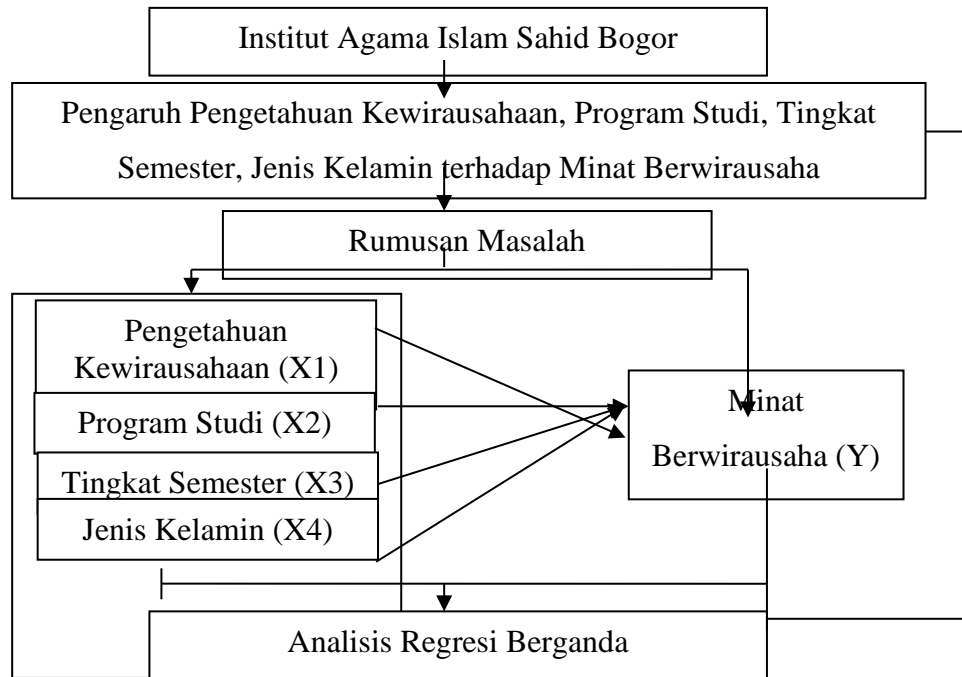 Institut Agama Islam Sahid Bogor
Pengaruh Pengetahuan Kewirausahaan, Program Studi, Tingkat
Semester, Jenis Kelamin terhadap Minat Berwirausaha
Rumusan Masalah
Pengetahuan
Kewirausahaan (X1)
Program Studi (X2)
Tingkat Semester (X3)
Jenis Kelamin (X4)
Minat
Berwirausaha (Y)
Analisis Regresi Berganda